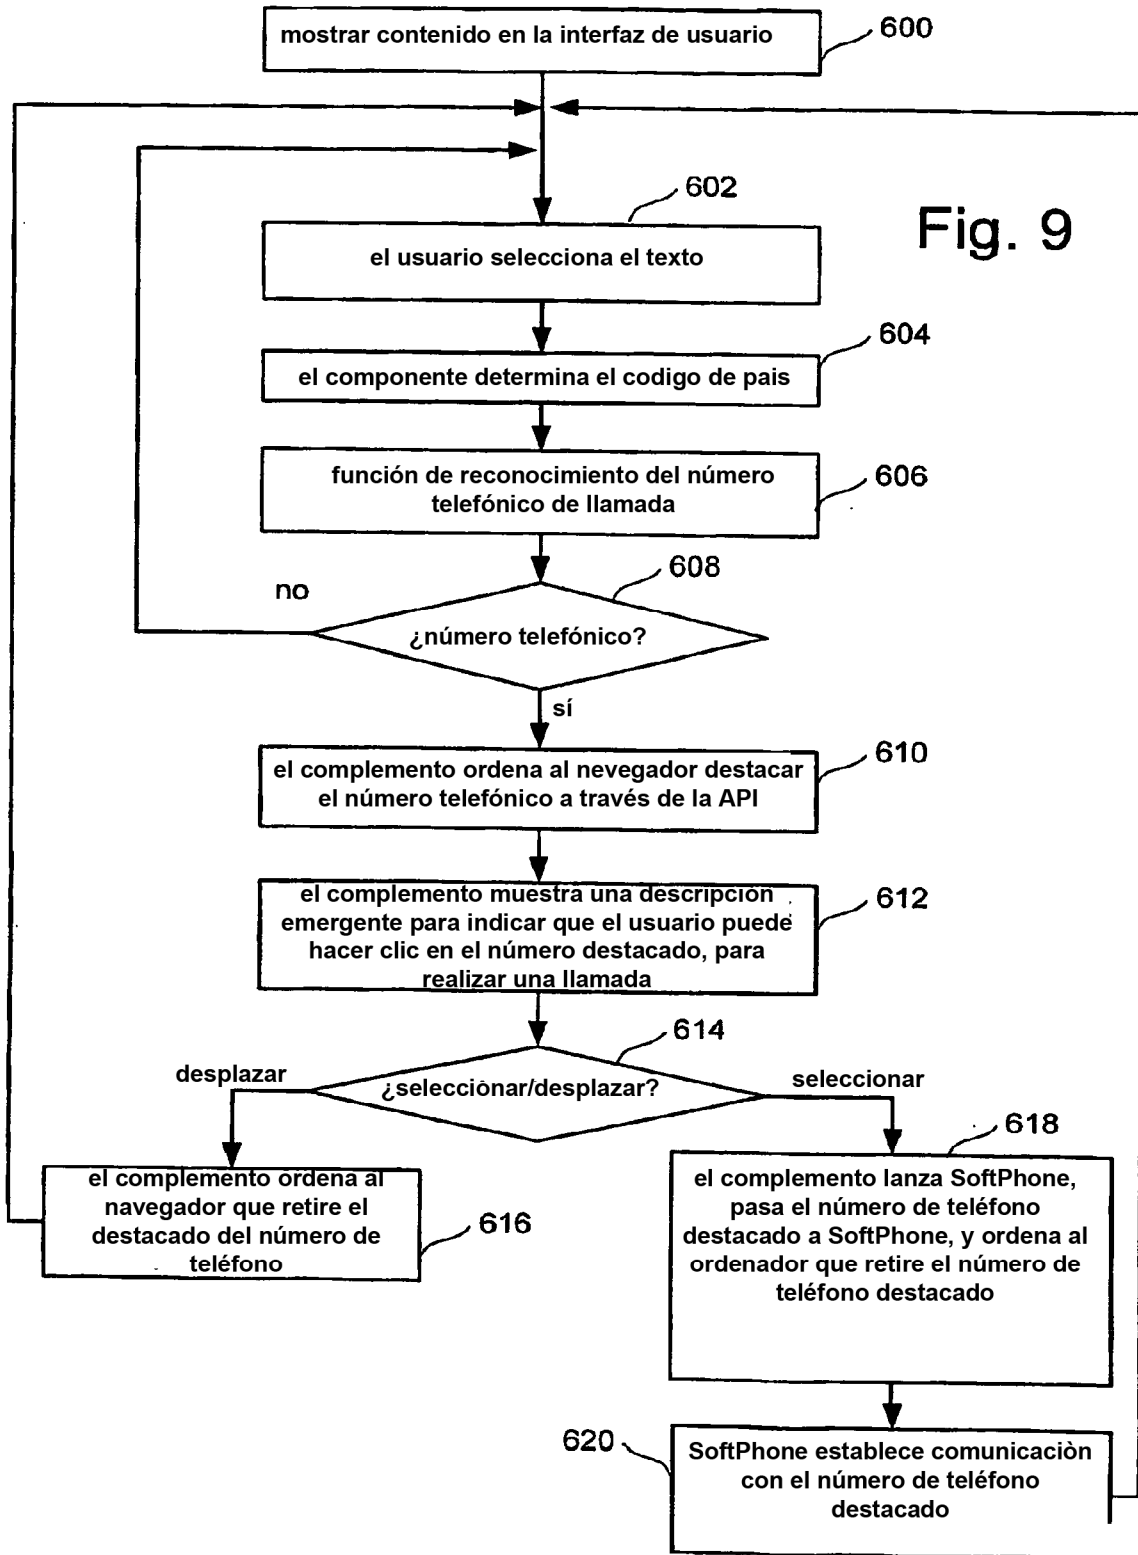 mostrar contenido en la interfaz de usuario
600
602
Fig. 9
el usuario selecciona el texto
604
el componente determina el codigo de pais
función de reconocimiento del número
telefónico de llamada
606
608
no
¿número telefónico?
sí
610
el complemento ordena al nevegador destacar
el número telefónico a través de la API
el complemento muestra una descripción
emergente para indicar que el usuario puede
hacer clic en el número destacado, para
realizar una llamada
612
614
desplazar
¿seleccionar/desplazar?
seleccionar
618
el complemento ordena al
navegador que retire el
destacado del número de
teléfono
616
el complemento lanza SoftPhone,
pasa el número de teléfono
destacado a SoftPhone, y ordena al
ordenador que retire el número de
teléfono destacado
620
SoftPhone establece comunicaciòn
con el número de teléfono
destacado